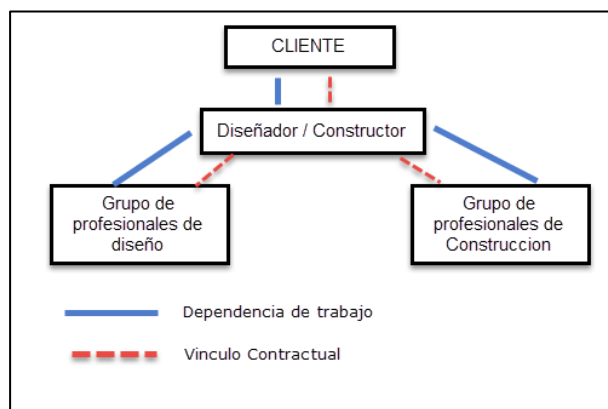 CLIENTE
Diseñador / Constructor
Grupo de
profesionales de
diseño
Grupo de
profesionales de
Construccion
Dependencia de trabajo
Vinculo Contractual